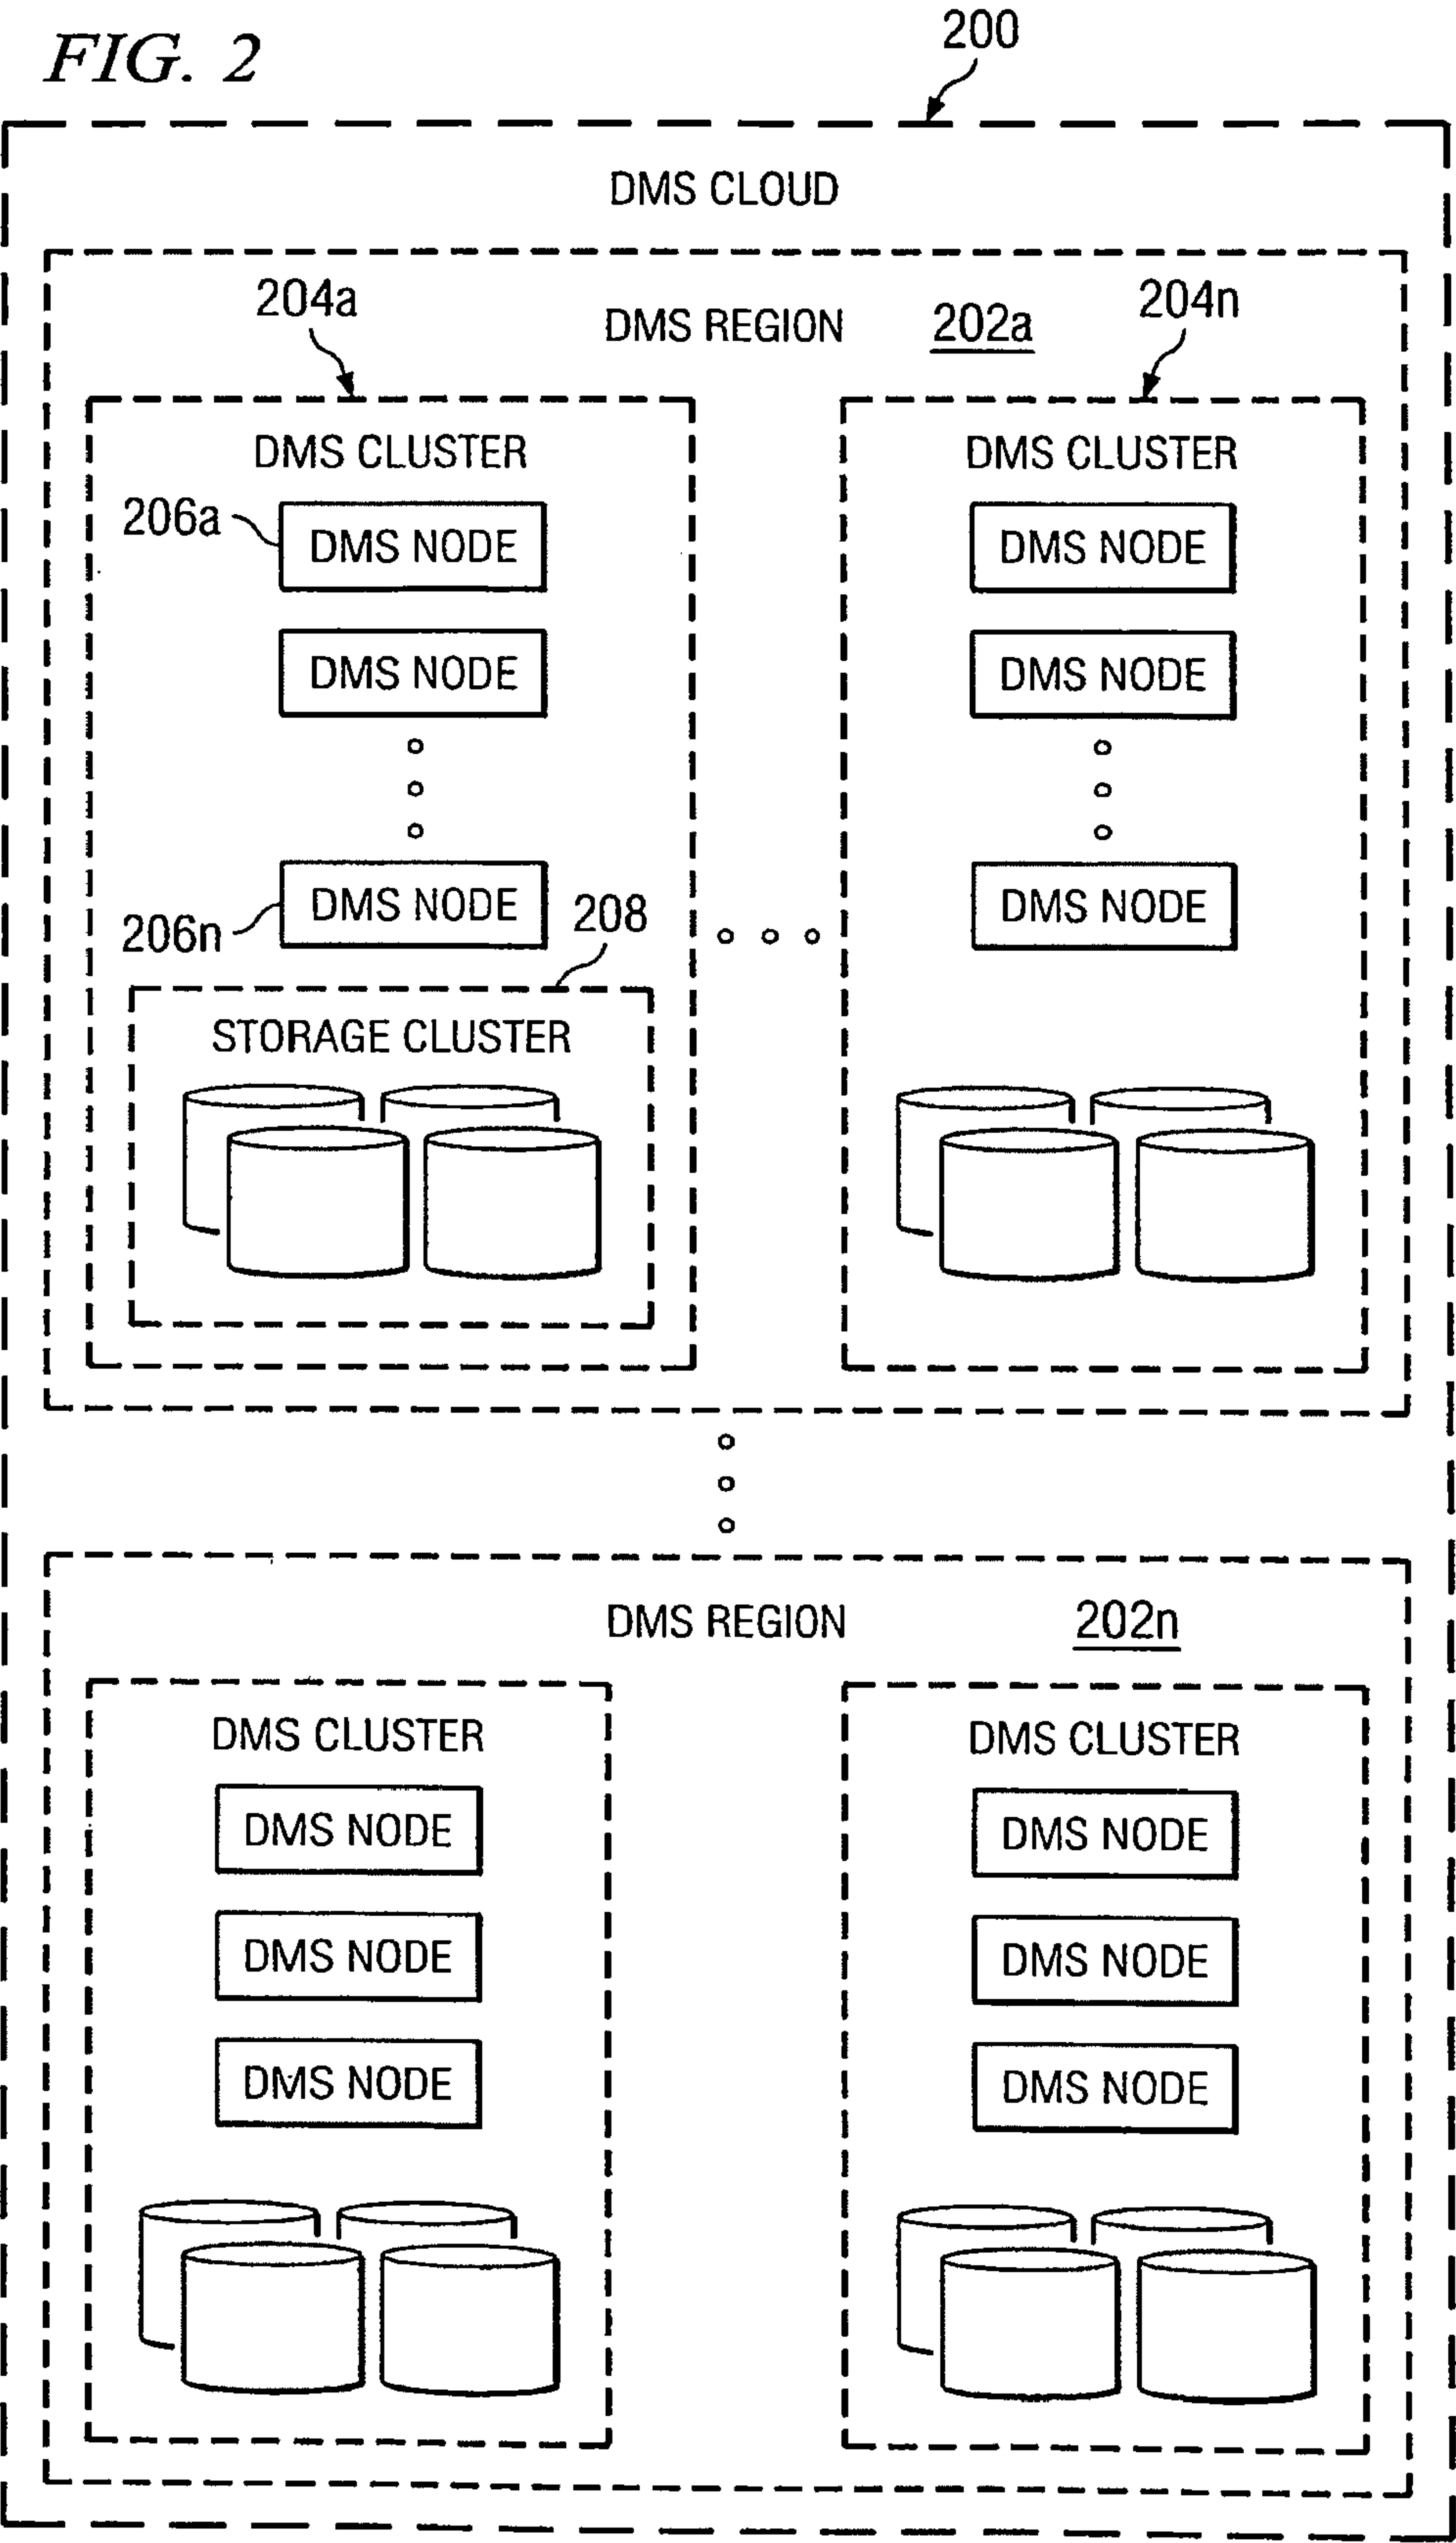 FIG. 2
200
DMS CLOUD
204a
DMS REGION 202a
204n
DMS CLUSTER
206a
DMS NODE
DMS NODE
206n
DMS NODE
208
STORAGE CLUSTER
DMS CLUSTER
DMS NODE
DMS NODE
DMS NODE
DMS REGION 202n
DMS CLUSTER
DMS NODE
DMS NODE
DMS NODE
DMS CLUSTER
DMS NODE
DMS NODE
DMS NODE